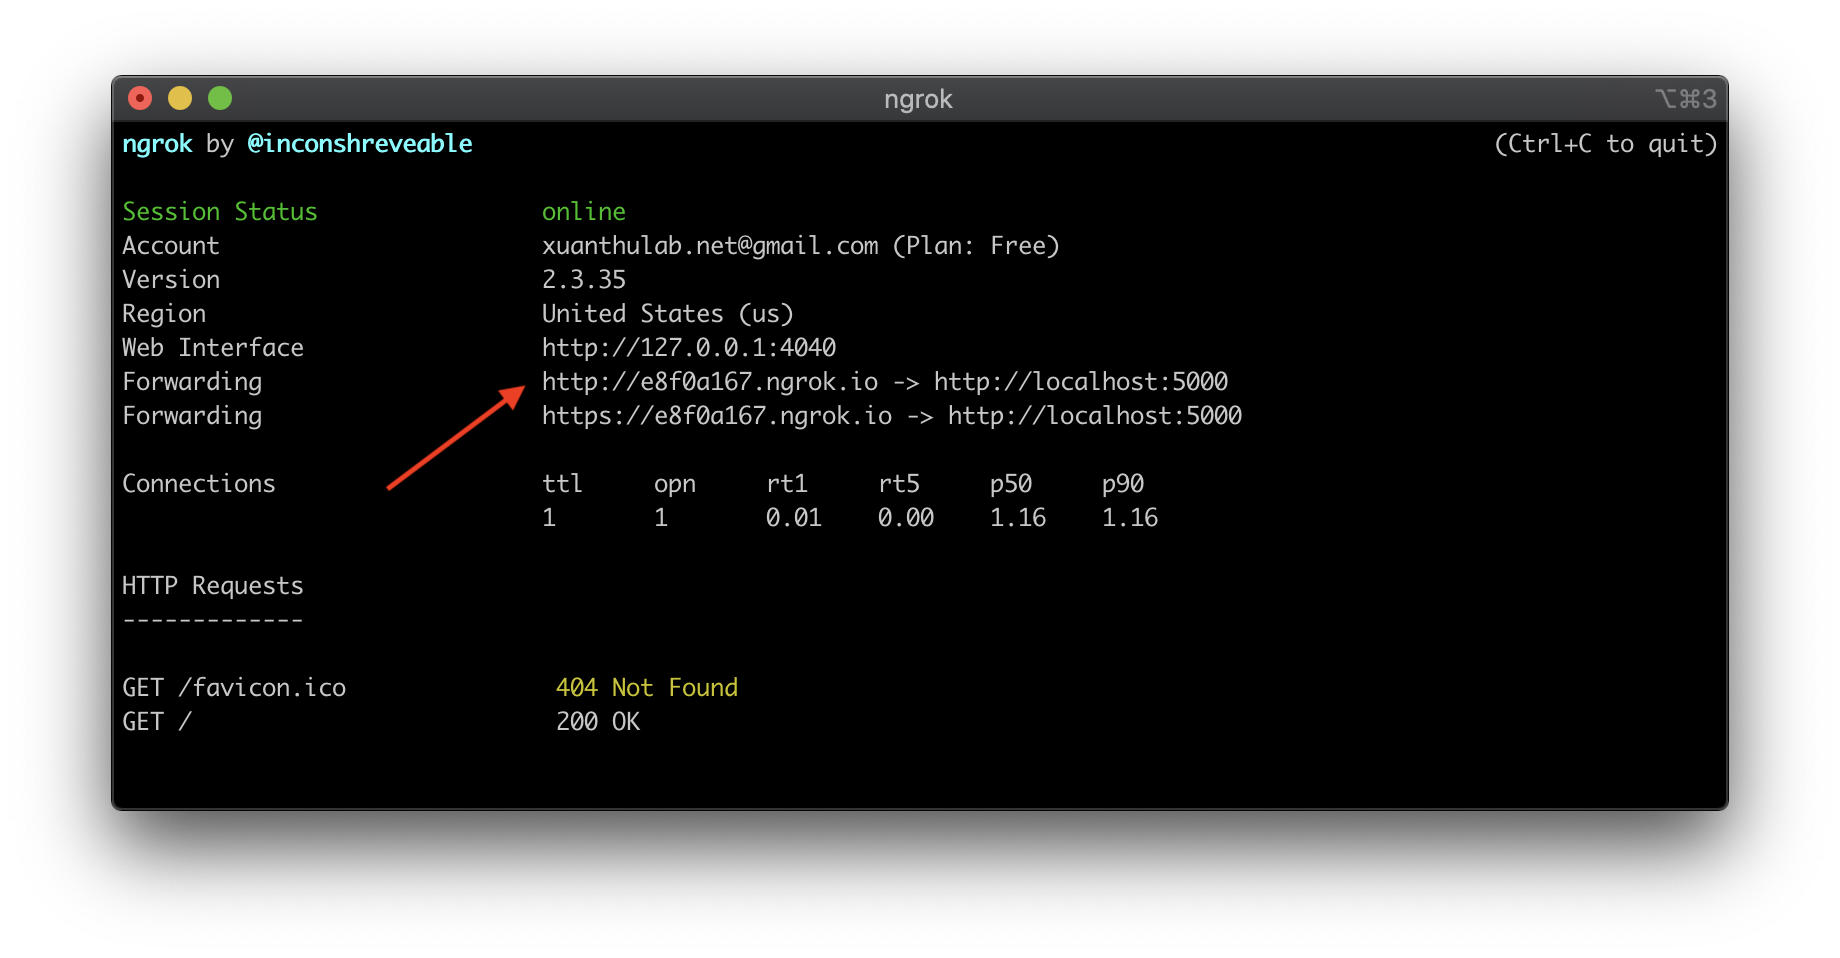 ngrok ⌥⌘3
ngrok by @inconshreveable (Ctrl+C to quit)
Session Status online
Account xuanthulab.net@gmail.com (Plan: Free)
Version 2.3.35
Region United States (us)
Web Interface http://127.0.0.1:4040
Forwarding http://e8f0a167.ngrok.io -> http://localhost:5000
Forwarding https://e8f0a167.ngrok.io -> http://localhost:5000
Connections ttl opn rt1 rt5 p50 p90
1 1 0.01 0.00 1.16 1.16
HTTP Requests
-------------
GET /favicon.ico 404 Not Found
GET / 200 OK